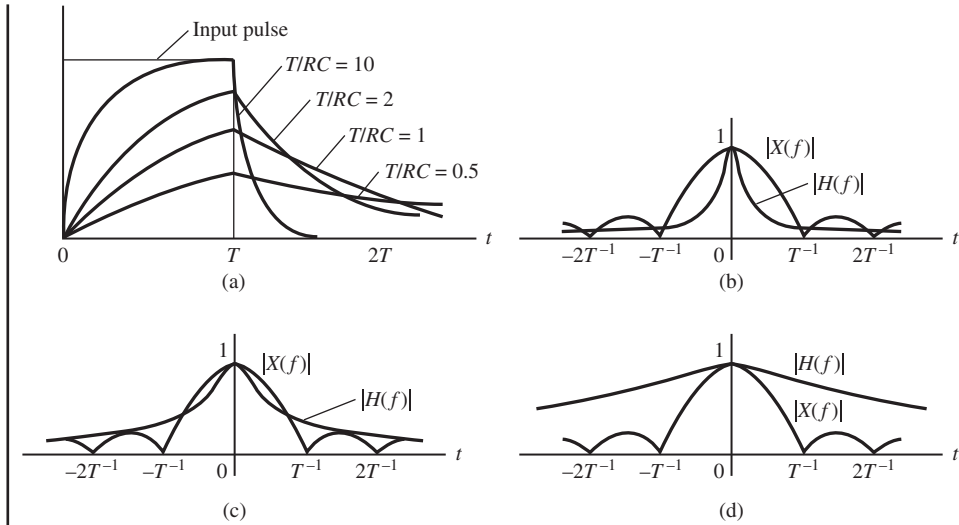 Input pulse
T/RC = 10
T/RC = 2
T/RC = 1
T/RC = 0.5
0
T
2T
t
(a)
1
|X(f)|
|H(f)|
–2T⁻¹
–T⁻¹
0
T⁻¹
2T⁻¹
t
(b)
1
|X(f)|
|H(f)|
–2T⁻¹
–T⁻¹
0
T⁻¹
2T⁻¹
t
(c)
1
|H(f)|
|X(f)|
–2T⁻¹
–T⁻¹
0
T⁻¹
2T⁻¹
t
(d)